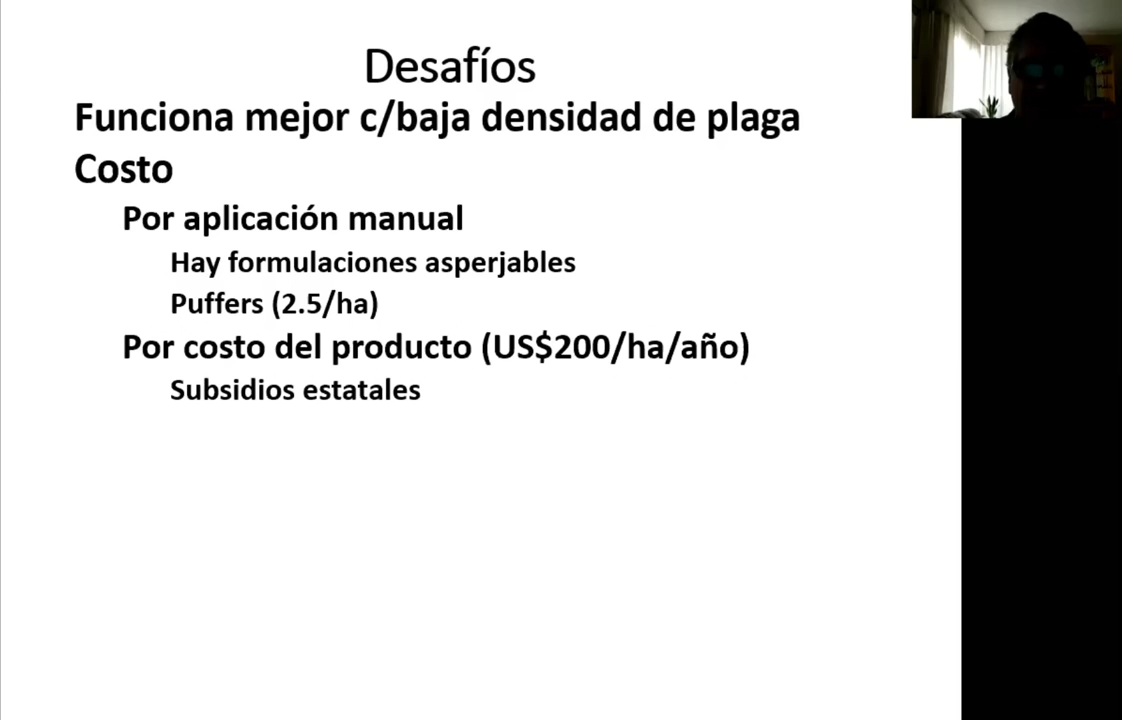 Desafíos
Funciona mejor c/baja densidad de plaga
Costo
Por aplicación manual
Hay formulaciones asperjables
Puffers (2.5/ha)
Por costo del producto (US$200/ha/año)
Subsidios estatales